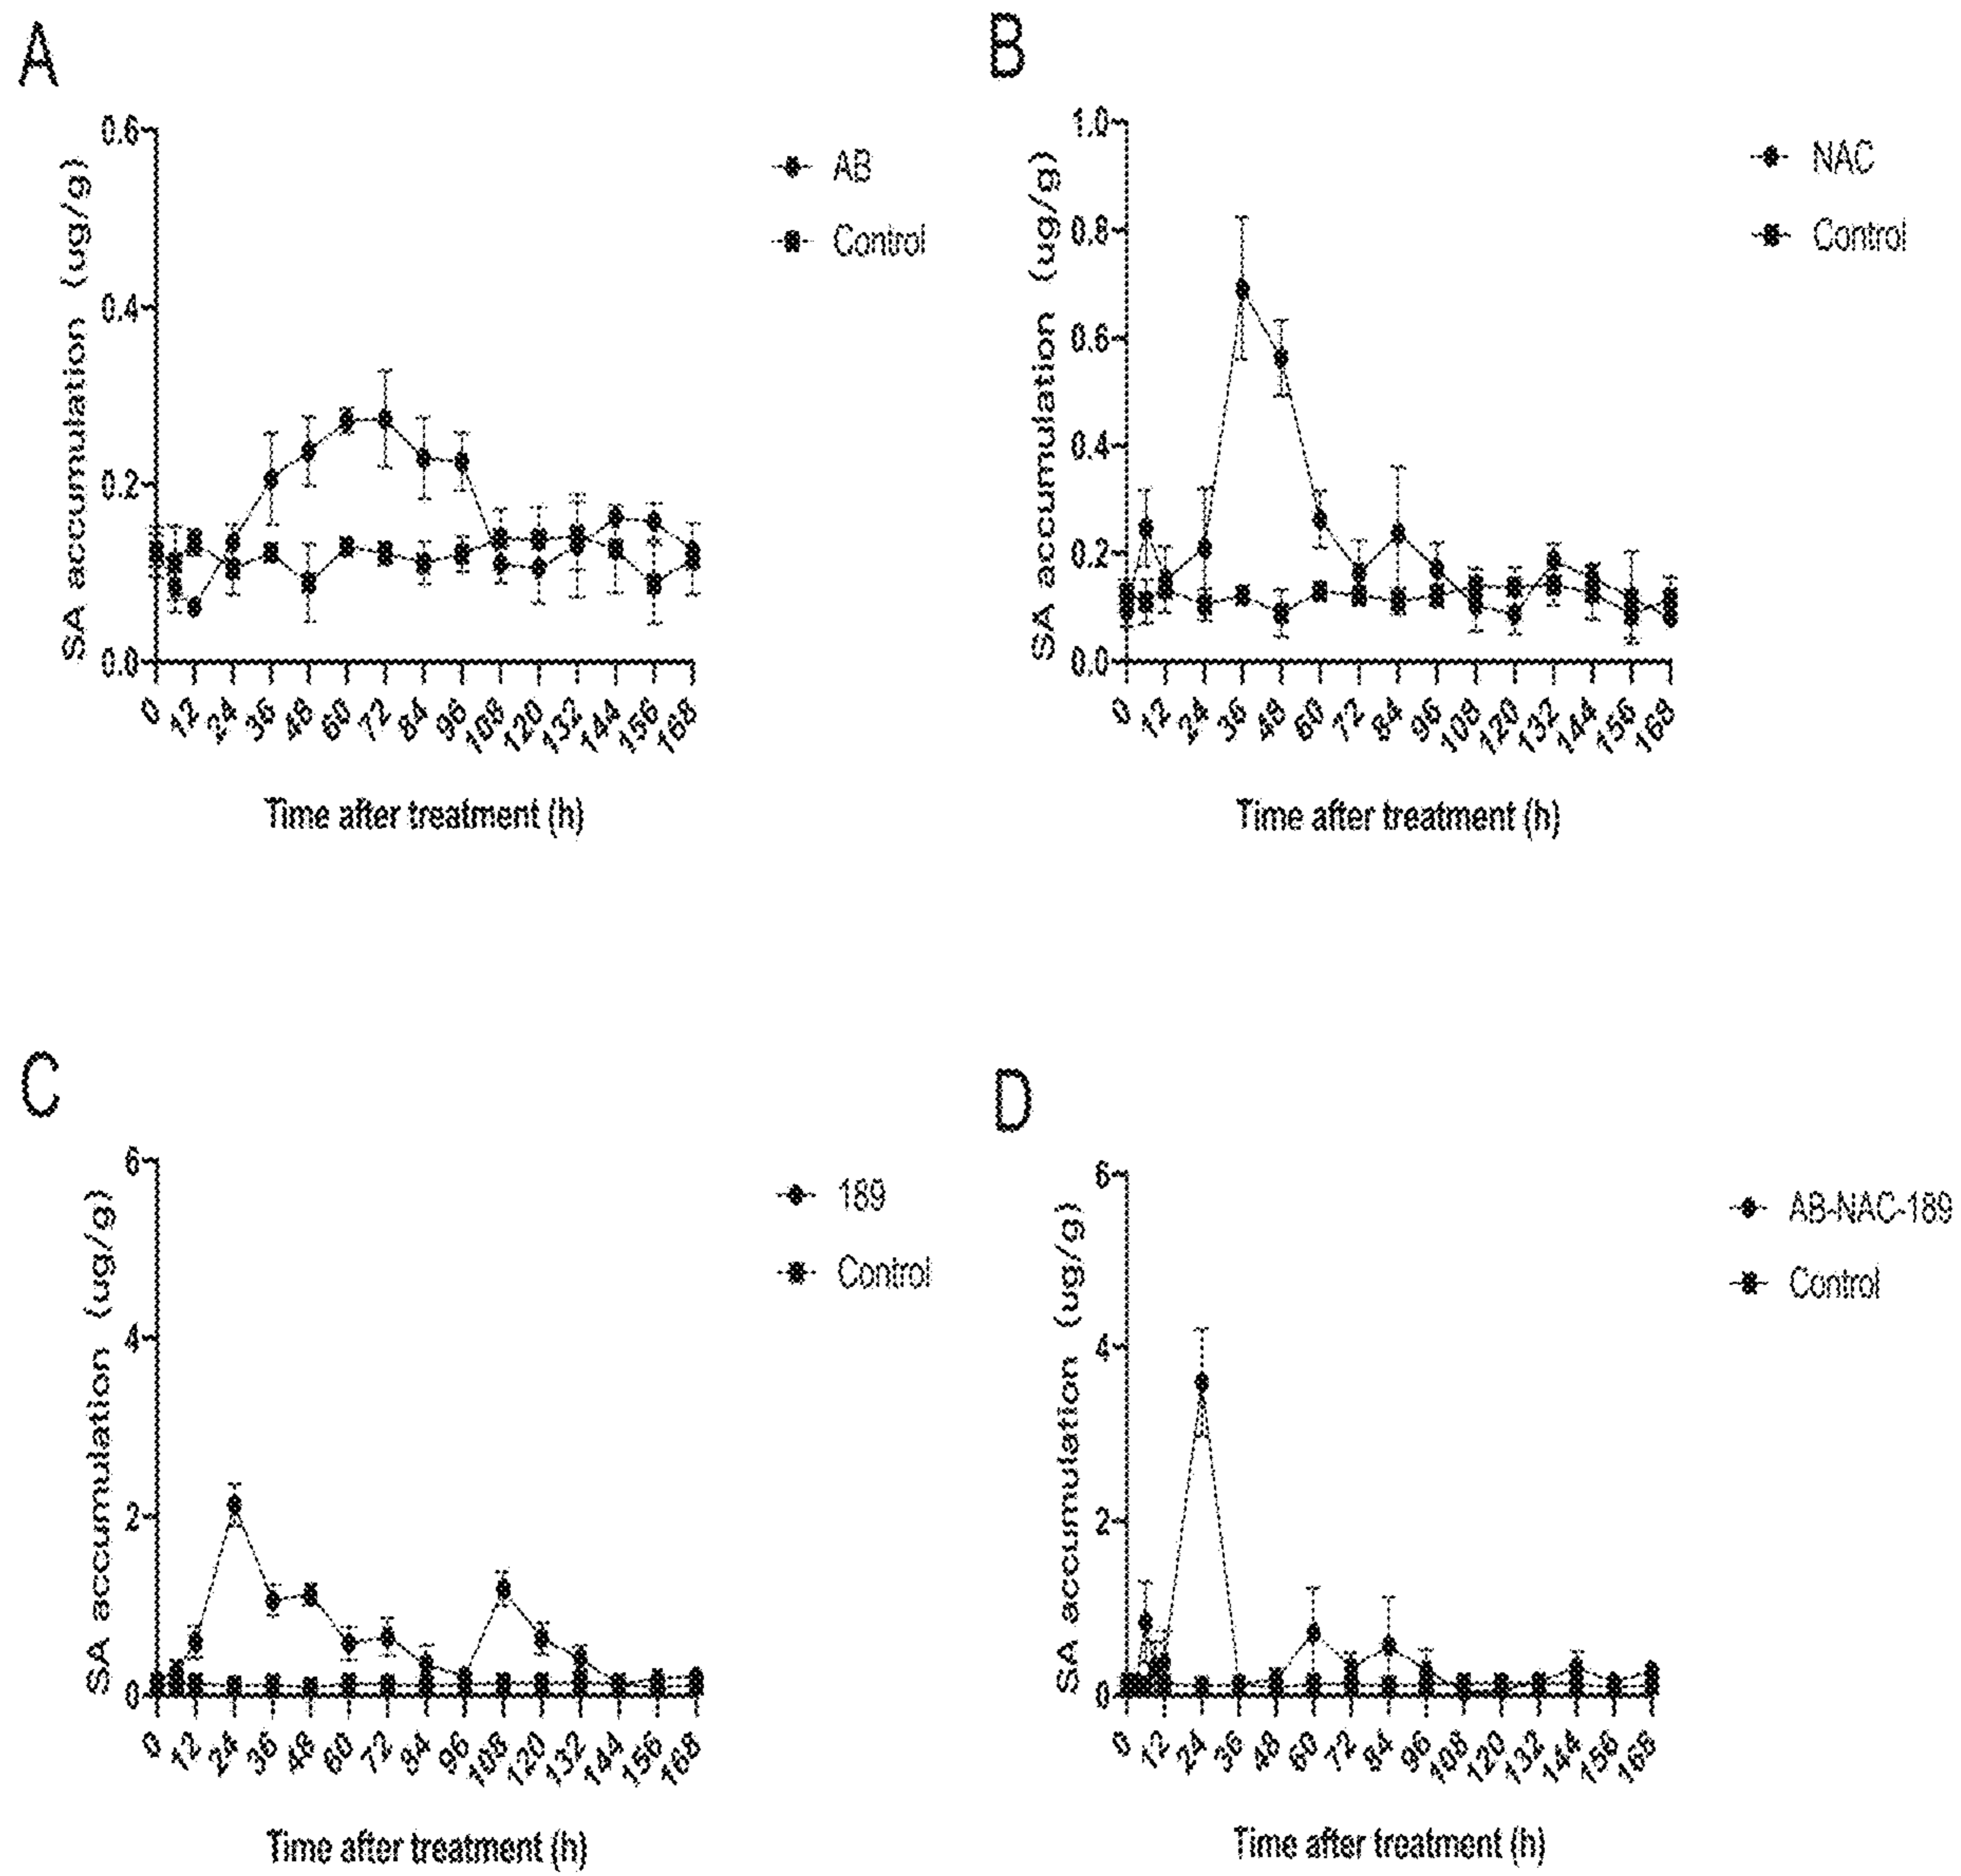 A
SA accumulation (ug/g)
0.6
0.4
0.2
0.0
AB
Control
0 12 24 36 48 60 72 84 96 108 120 132 144 156 168
Time after treatment (h)
B
SA accumulation (ug/g)
1.0
0.8
0.6
0.4
0.2
0.0
NAC
Control
0 12 24 36 48 60 72 84 96 108 120 132 144 156 168
Time after treatment (h)
C
SA accumulation (ug/g)
6
4
2
0
189
Control
0 12 24 36 48 60 72 84 96 108 120 132 144 156 168
Time after treatment (h)
D
SA accumulation (ug/g)
6
4
2
0
AB-NAC-189
Control
0 12 24 36 48 60 72 84 96 108 120 132 144 156 168
Time after treatment (h)